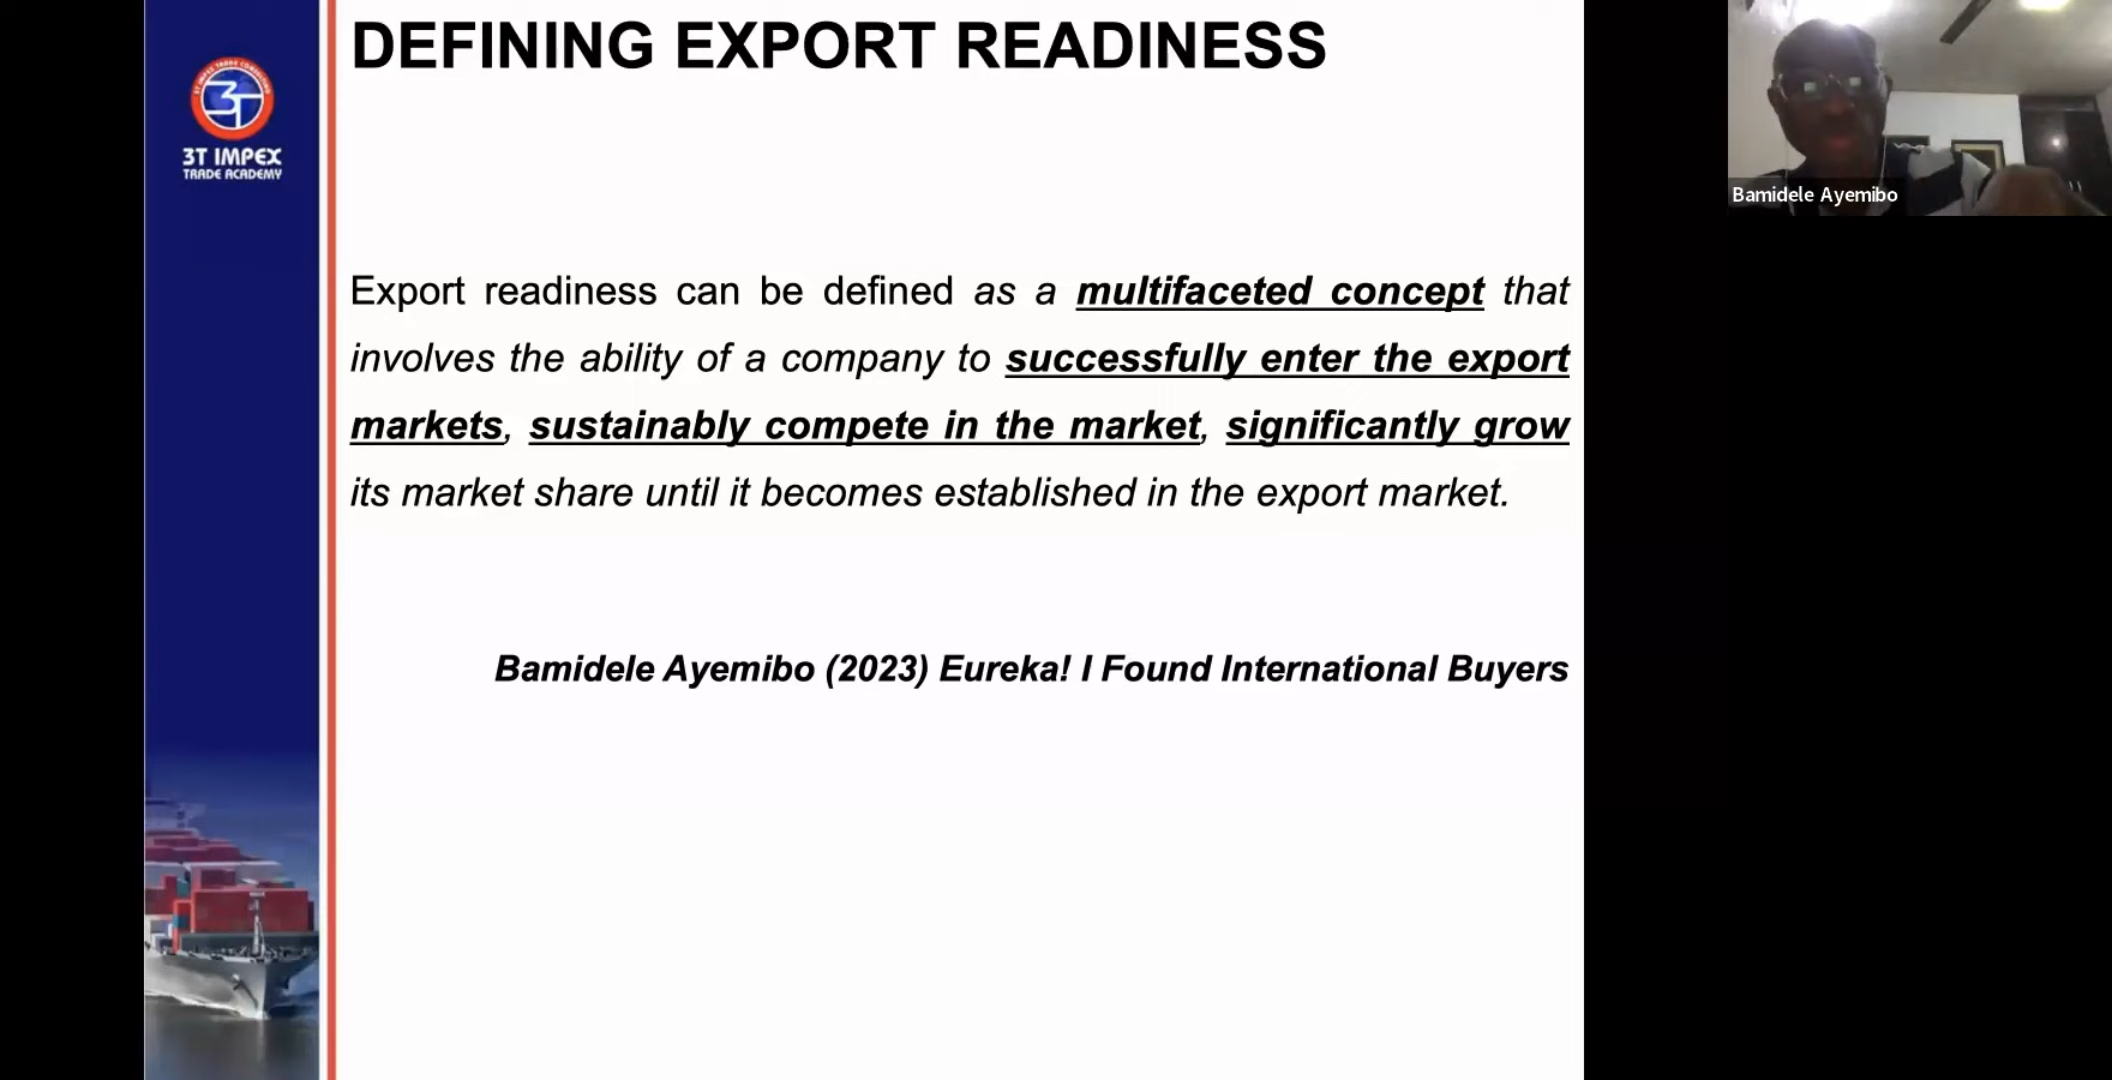 DEFINING EXPORT READINESS
3T IMPEX
TRADE ACADEMY
Bamidele Ayemibo
Export readiness can be defined as a multifaceted concept that
involves the ability of a company to successfully enter the export
markets, sustainably compete in the market, significantly grow
its market share until it becomes established in the export market.
Bamidele Ayemibo (2023) Eureka! I Found International Buyers